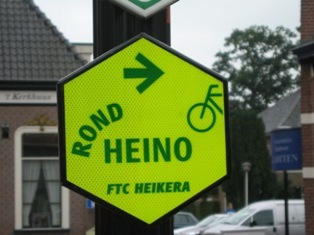 't Kerkhuus
ROND
HEINO
FTC HEIKERA